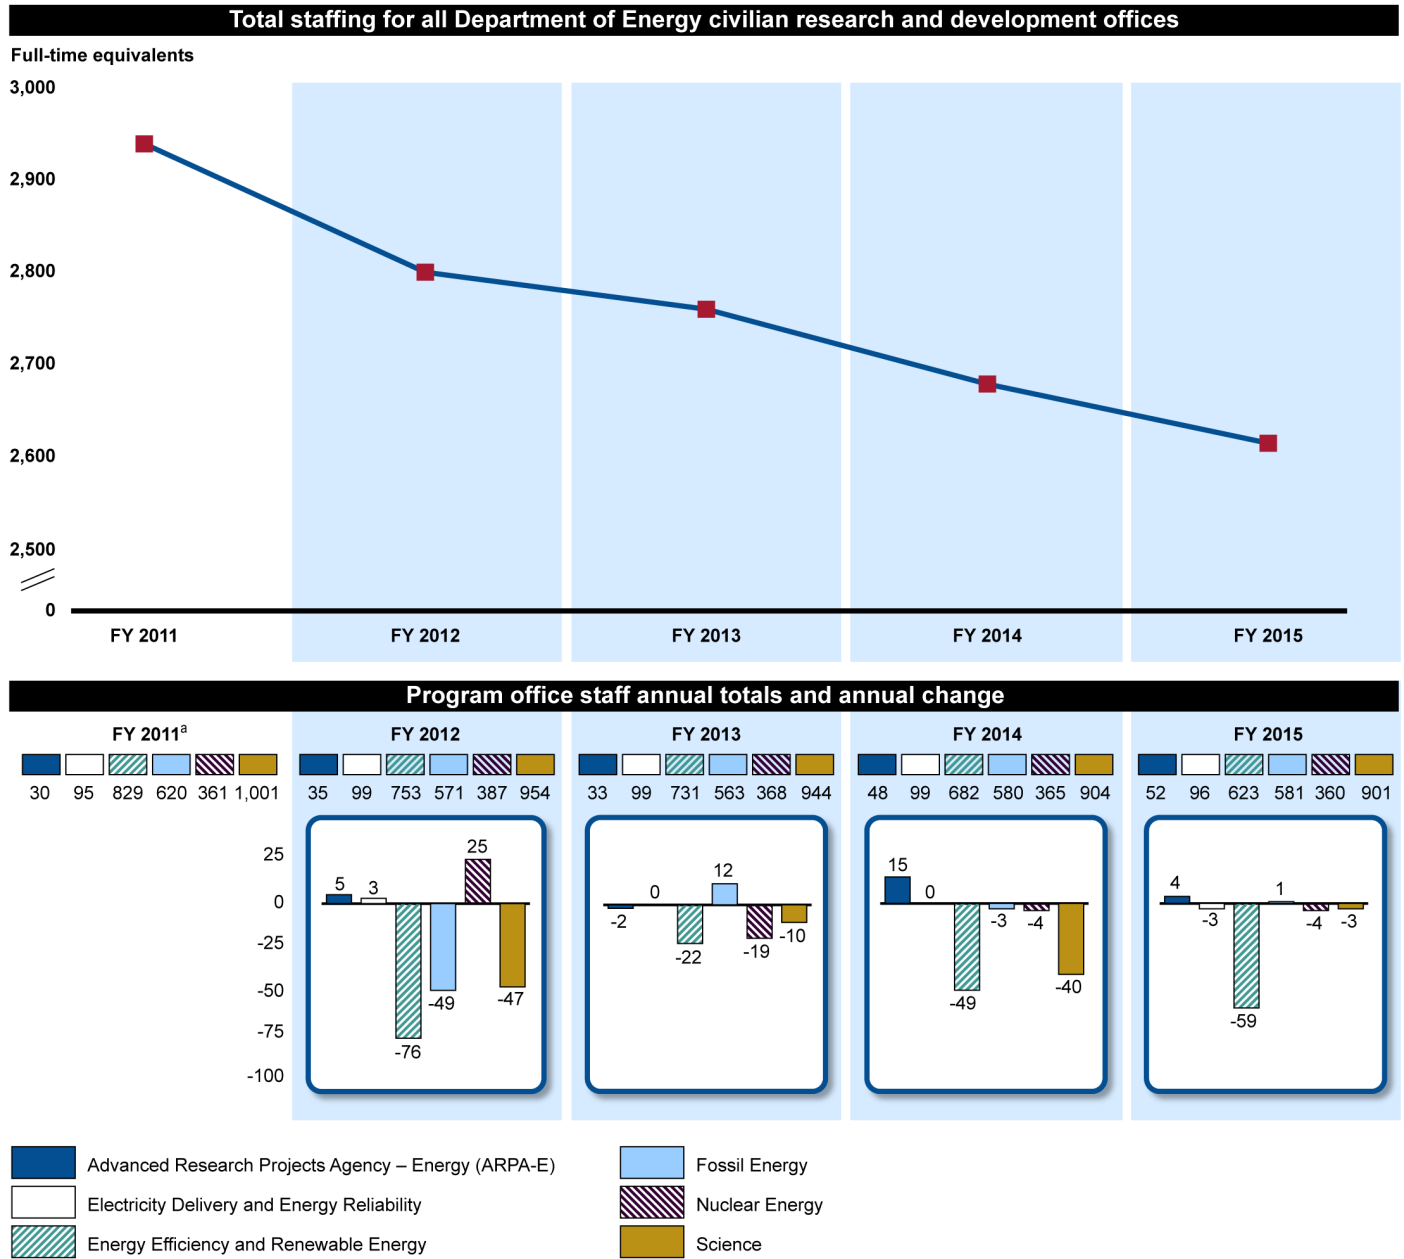 Total staffing for all Department of Energy civilian research and development offices
Full-time equivalents
3,000
2,900
2,800
2,700
2,600
2,500
0
FY 2011 FY 2012 FY 2013 FY 2014 FY 2015
Program office staff annual totals and annual change
FY 2011a FY 2012 FY 2013 FY 2014 FY 2015
30 95 829 620 361 1,001 35 99 753 571 387 954 33 99 731 563 368 944 48 99 682 580 365 904 52 96 623 581 360 901
25
0
-25
-50
-75
-100
5 3 -76 -49 25 -47
-2 0 -22 12 -19 -10
15 0 -49 -3 -4 -40
4 -3 -59 1 -4 -3
Advanced Research Projects Agency – Energy (ARPA-E)
Electricity Delivery and Energy Reliability
Energy Efficiency and Renewable Energy
Fossil Energy
Nuclear Energy
Science